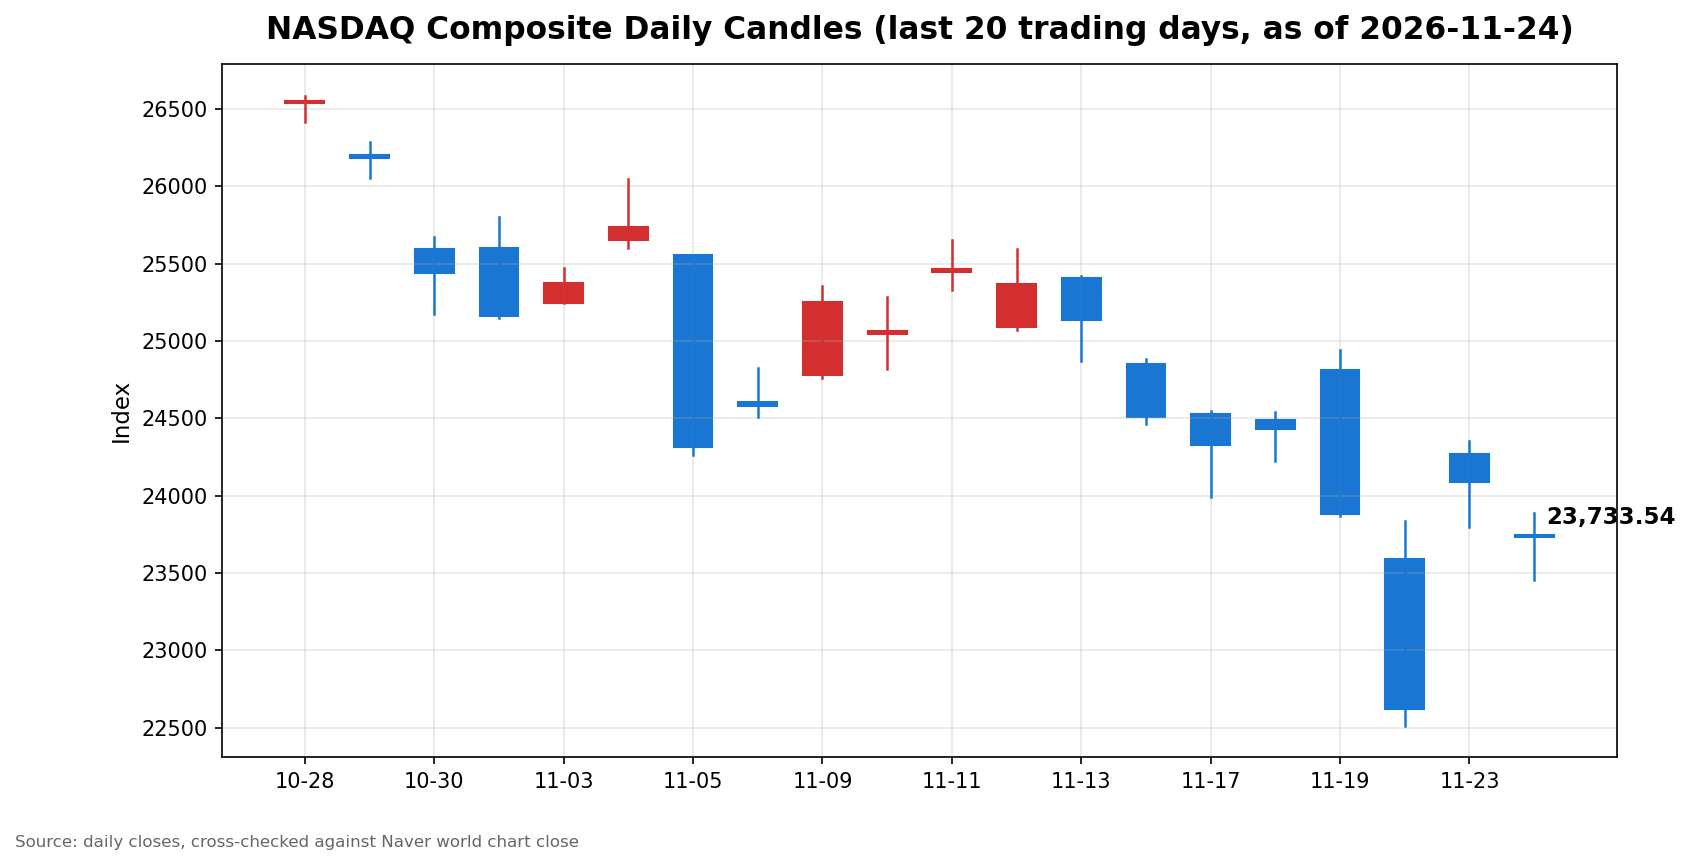 NASDAQ Composite Daily Candles (last 20 trading days, as of 2026-11-24)
26500
26000
25500
25000
24500
24000
23500
23000
22500
Index
23,733.54
10-28 10-30 11-03 11-05 11-09 11-11 11-13 11-17 11-19 11-23
Source: daily closes, cross-checked against Naver world chart close